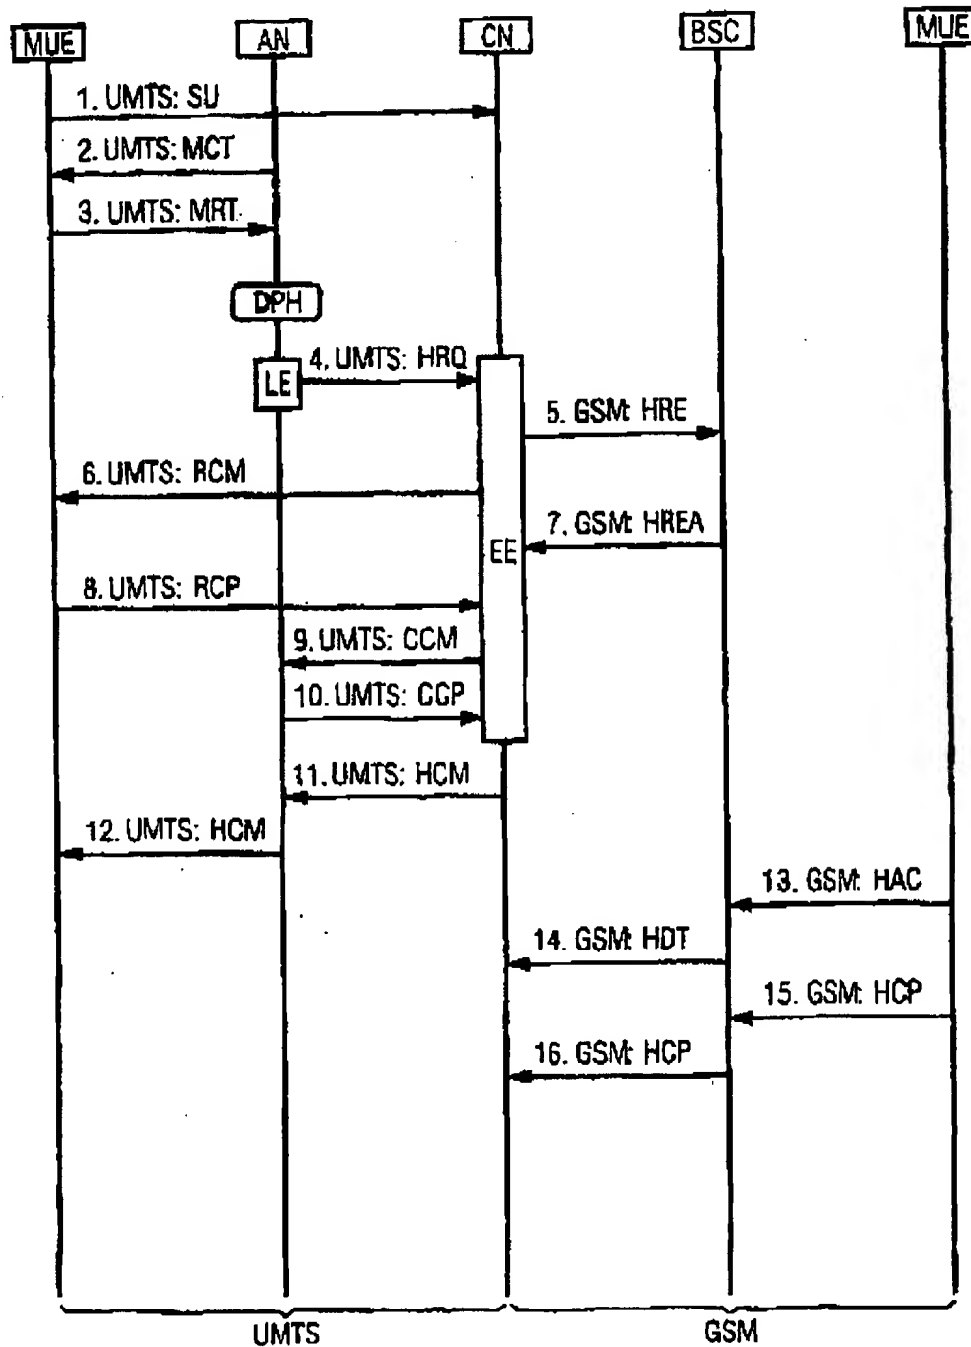 MUE
AN
CN
BSC
MUE
1. UMTS: SU
2. UMTS: MCT
3. UMTS: MRT
DPH
LE
4. UMTS: HRQ
5. GSM: HRE
6. UMTS: RCM
7. GSM: HREA
EE
8. UMTS: RCP
9. UMTS: CCM
10. UMTS: CCP
11. UMTS: HCM
12. UMTS: HCM
13. GSM: HAC
14. GSM: HDT
15. GSM: HCP
16. GSM: HCP
UMTS
GSM